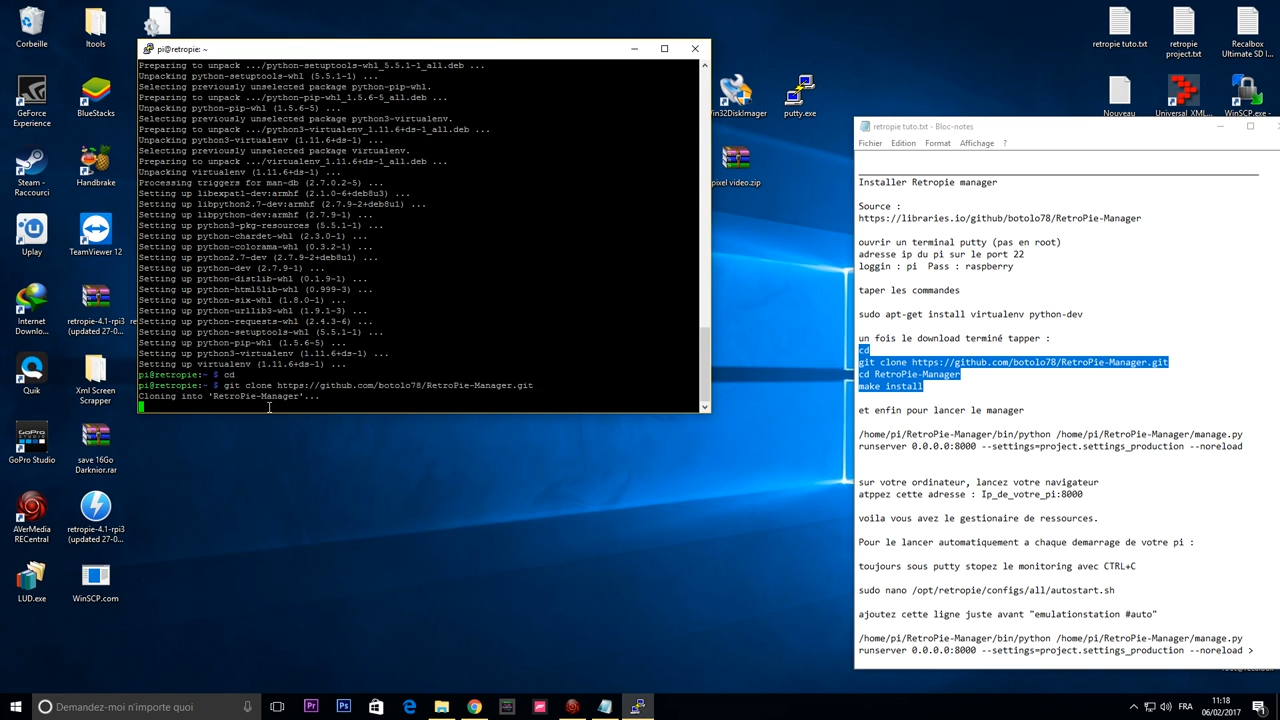 Corbeille
Itools
GeForce
Experience
BlueStacks
Steam -
Raccourci
Handbrake
Uplay
TeamViewer 12
Internet
Downlo...
retropie-4.1-rpi3
(updated 27-0...
Quik
Xml Screen
Scrapper
GoPro Studio
save 16Go
Darknior.rar
AVerMedia
RECentral
retropie-4.1-rpi3
(updated 27-0...
LUD.exe
WinSCP.com
pi@retropie: ~
Preparing to unpack .../python-setuptools-whl_5.5.1-1_all.deb ...
Unpacking python-setuptools-whl (5.5.1-1) ...
Selecting previously unselected package python-pip-whl.
Preparing to unpack .../python-pip-whl_1.5.6-5_all.deb ...
Unpacking python-pip-whl (1.5.6-5) ...
Selecting previously unselected package python3-virtualenv.
Preparing to unpack .../python3-virtualenv_1.11.6+ds-1_all.deb ...
Unpacking python3-virtualenv (1.11.6+ds-1) ...
Selecting previously unselected package virtualenv.
Preparing to unpack .../virtualenv_1.11.6+ds-1_all.deb ...
Unpacking virtualenv (1.11.6+ds-1) ...
Processing triggers for man-db (2.7.0.2-5) ...
Setting up libexpat1-dev:armhf (2.1.0-6+deb8u3) ...
Setting up libpython2.7-dev:armhf (2.7.9-2+deb8u1) ...
Setting up libpython-dev:armhf (2.7.9-1) ...
Setting up python3-pkg-resources (5.5.1-1) ...
Setting up python-chardet-whl (2.3.0-1) ...
Setting up python-colorama-whl (0.3.2-1) ...
Setting up python2.7-dev (2.7.9-2+deb8u1) ...
Setting up python-dev (2.7.9-1) ...
Setting up python-distlib-whl (0.1.9-1) ...
Setting up python-html5lib-whl (0.999-3) ...
Setting up python-six-whl (1.8.0-1) ...
Setting up python-urllib3-whl (1.9.1-3) ...
Setting up python-requests-whl (2.4.3-6) ...
Setting up python-setuptools-whl (5.5.1-1) ...
Setting up python-pip-whl (1.5.6-5) ...
Setting up python3-virtualenv (1.11.6+ds-1) ...
Setting up virtualenv (1.11.6+ds-1) ...
pi@retropie:~ $ cd
pi@retropie:~ $ git clone https://github.com/botolo78/RetroPie-Manager.git
Cloning into 'RetroPie-Manager'...
Win32DiskImager
putty.exe
pixel video.zip
retropie tuto.txt
retropie
project.txt
Recalbox
Ultimate SD l...
Nouveau
Universal_XML...
WinSCP.exe -
retropie tuto.txt - Bloc-notes
Fichier Edition Format Affichage ?
Installer Retropie manager
Source :
https://libraries.io/github/botolo78/RetroPie-Manager
ouvrir un terminal putty (pas en root)
adresse ip du pi sur le port 22
loggin : pi Pass : raspberry
taper les commandes
sudo apt-get install virtualenv python-dev
un fois le download terminé tapper :
cd
git clone https://github.com/botolo78/RetroPie-Manager.git
cd RetroPie-Manager
make install
et enfin pour lancer le manager
/home/pi/RetroPie-Manager/bin/python /home/pi/RetroPie-Manager/manage.py
runserver 0.0.0.0:8000 --settings=project.settings_production --noreload
sur votre ordinateur, lancez votre navigateur
atppez cette adresse : Ip_de_votre_pi:8000
voila vous avez le gestionaire de ressources.
Pour le lancer automatiquement a chaque demarrage de votre pi :
toujours sous putty stopez le monitoring avec CTRL+C
sudo nano /opt/retropie/configs/all/autostart.sh
ajoutez cette ligne juste avant "emulationstation #auto"
/home/pi/RetroPie-Manager/bin/python /home/pi/RetroPie-Manager/manage.py
runserver 0.0.0.0:8000 --settings=project.settings_production --noreload >
Demandez-moi n'importe quoi
Pr
Ps
FR
11:18
06/02/2017